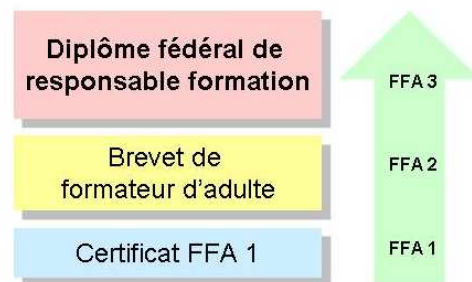 Diplôme fédéral de
responsable formation
FFA 3
Brevet de
formateur d'adulte
FFA 2
Certificat FFA 1
FFA 1